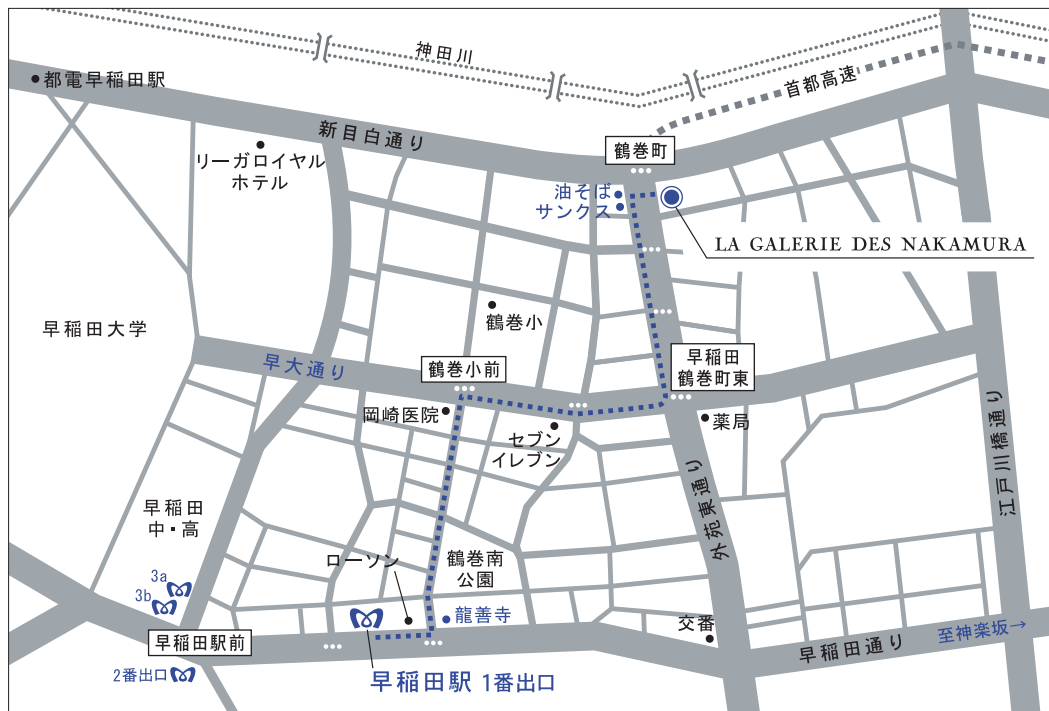 神田川
首都高速
都電早稲田駅
新目白通り
鶴巻町
リーガロイヤル
ホテル
油そば
サンクス
LA GALERIE DES NAKAMURA
鶴巻小
早稲田大学
早大通り
鶴巻小前
早稲田
鶴巻町東
岡崎医院
セブン
イレブン
薬局
江戸川橋通り
外苑東通り
早稲田
中・高
ローソン
鶴巻南
公園
3a
3b
龍善寺
交番
早稲田駅前
早稲田通り
至神楽坂→
2番出口
早稲田駅 1番出口